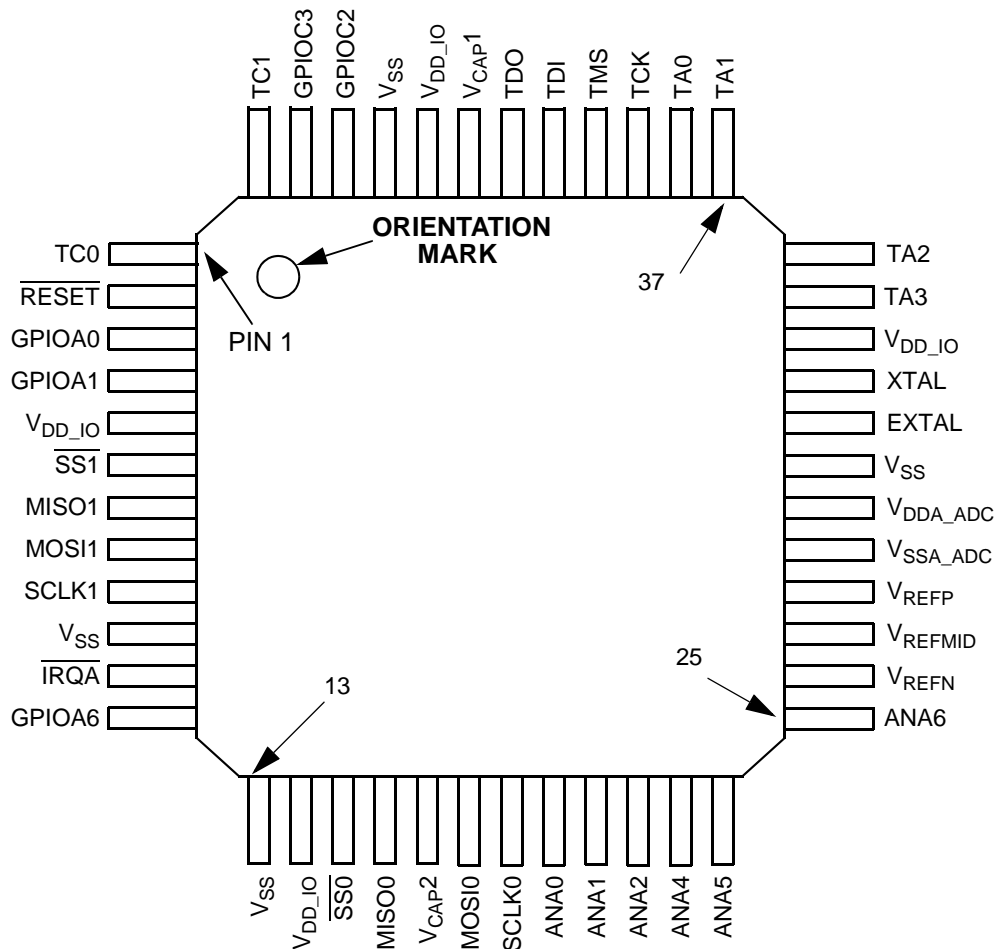 TC1
GPIOC3
GPIOC2
VSS
VDD_IO
VCAP1
TDO
TDI
TMS
TCK
TA0
TA1
ORIENTATION
MARK
37
PIN 1
TC0
RESET
GPIOA0
GPIOA1
VDD_IO
SS1
MISO1
MOSI1
SCLK1
VSS
IRQA
GPIOA6
TA2
TA3
VDD_IO
XTAL
EXTAL
VSS
VDDA_ADC
VSSA_ADC
VREFP
VREFMID
VREFN
ANA6
25
13
VSS
VDD_IO
SS0
MISO0
VCAP2
MOSI0
SCLK0
ANA0
ANA1
ANA2
ANA4
ANA5